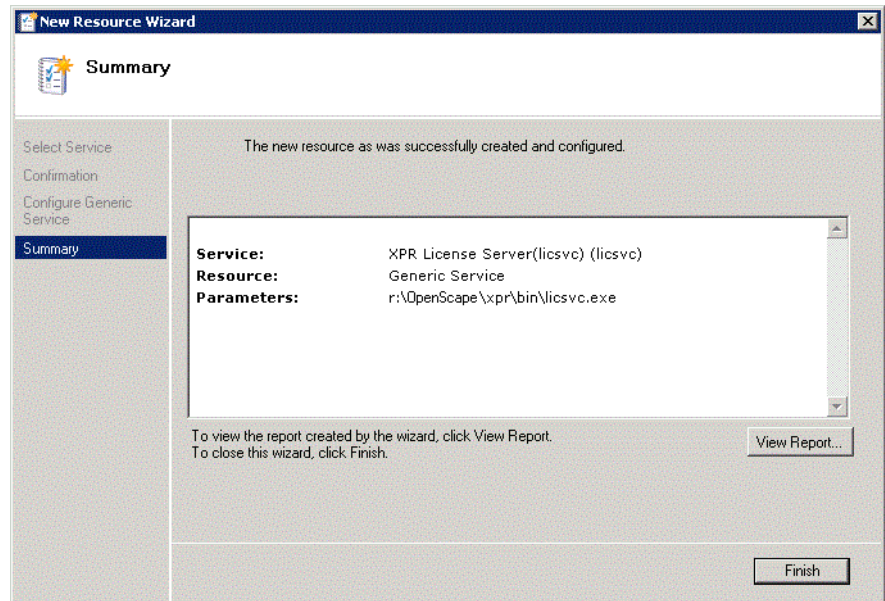 New Resource Wizard
Summary
Select Service
Confirmation
Configure Generic
Service
Summary
The new resource as was successfully created and configured.
Service: XPR License Server(licsvc) (licsvc)
Resource: Generic Service
Parameters: r:\OpenScape\xpr\bin\licsvc.exe
To view the report created by the wizard, click View Report.
To close this wizard, click Finish.
View Report...
Finish